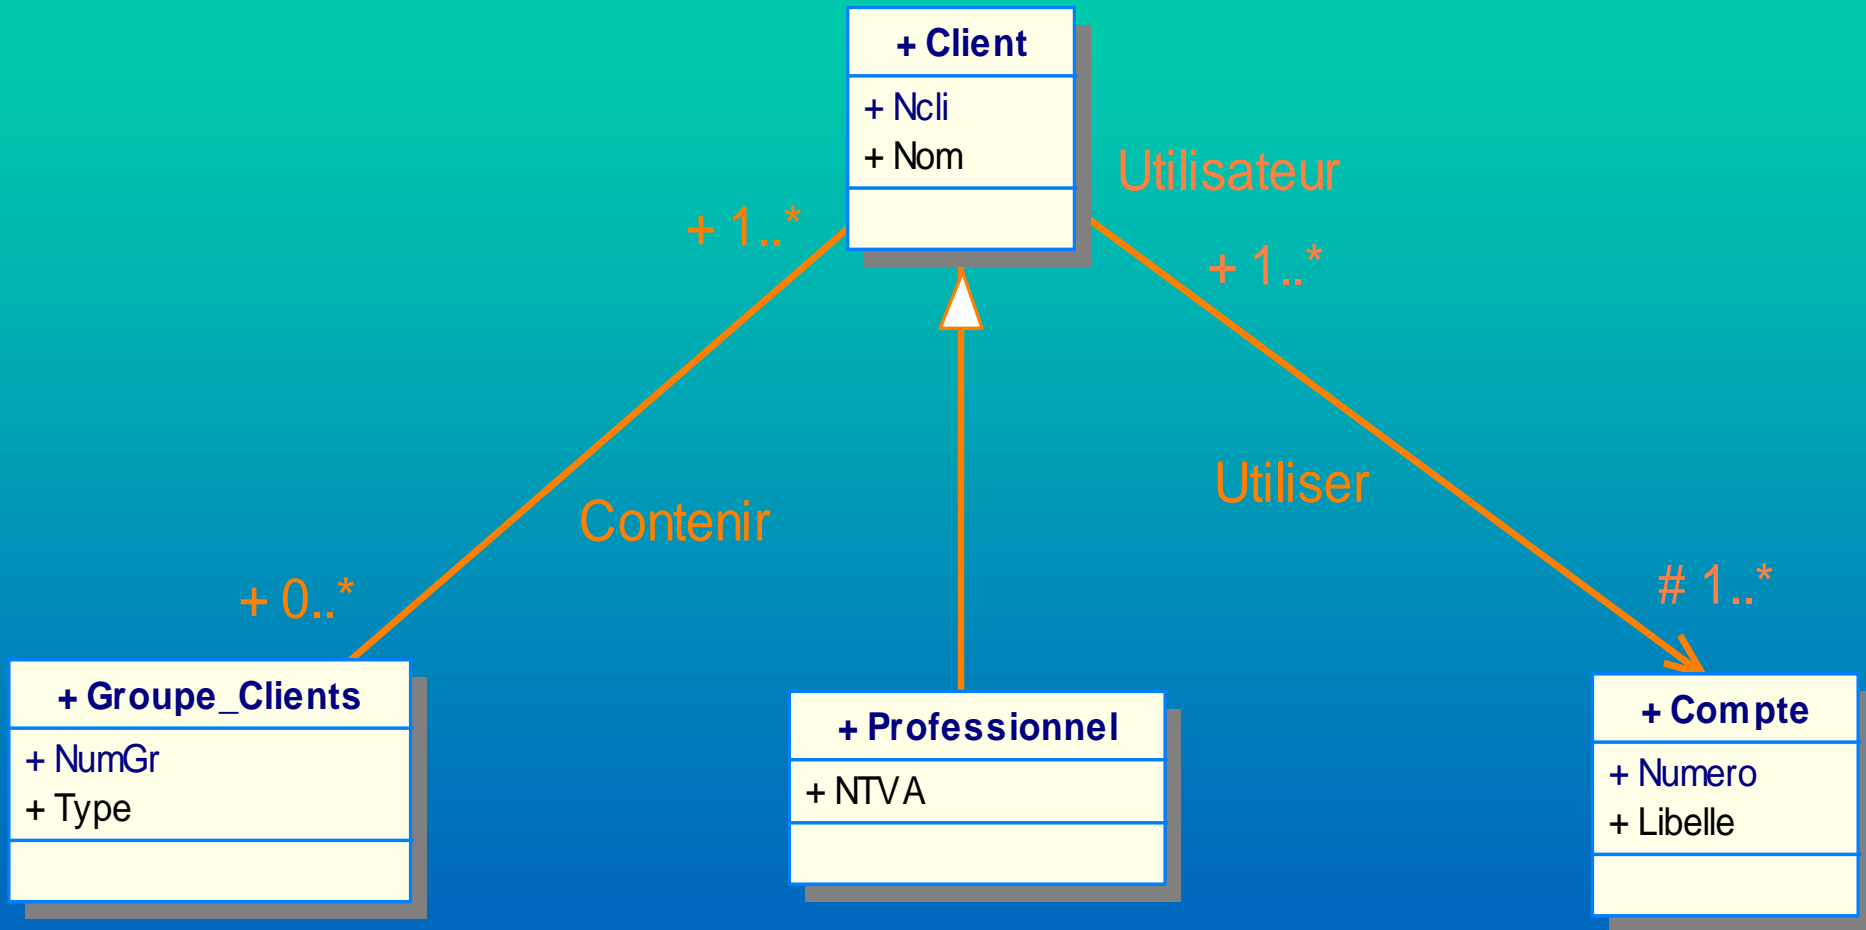 + Client
+ Ncli
+ Nom
Utilisateur
+ 1..*
+ 1..*
Utiliser
Contenir
+ 0..*
# 1..*
+ Groupe_Clients
+ NumGr
+ Type
+ Professionnel
+ NTVA
+ Compte
+ Numero
+ Libelle